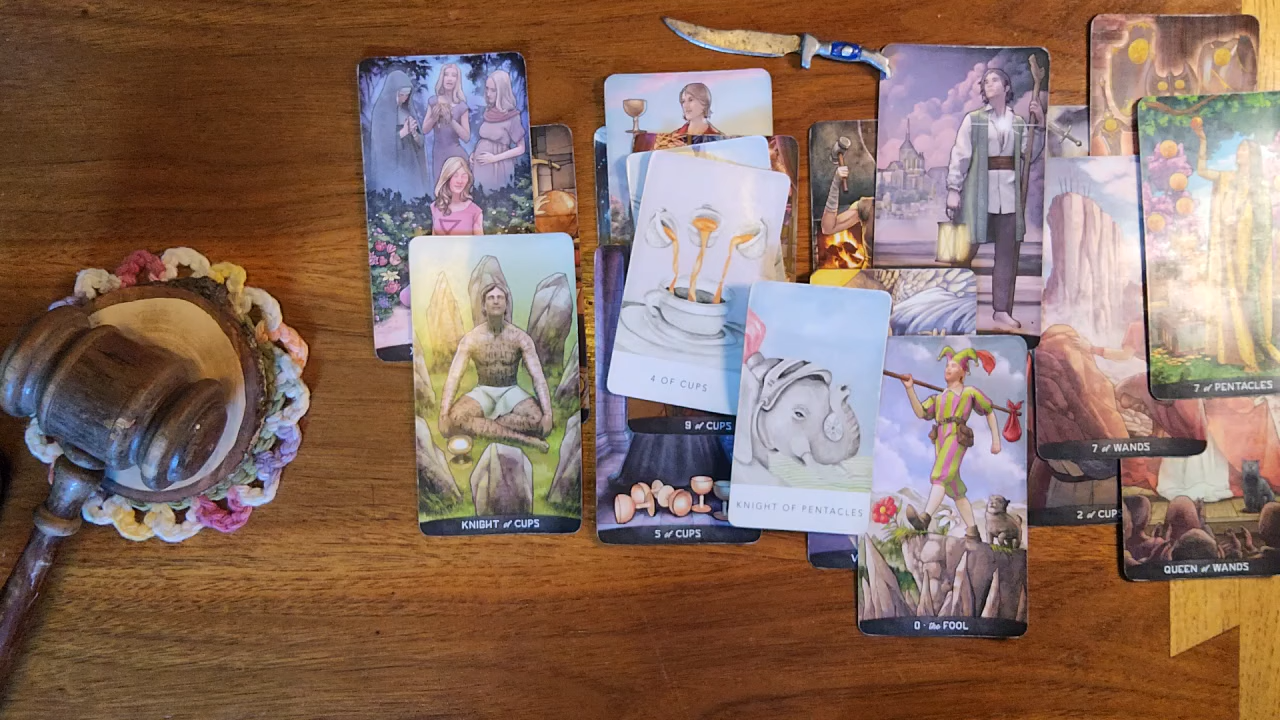 KNIGHT of CUPS
4 OF CUPS
9 of CUPS
5 of CUPS
KNIGHT OF PENTACLES
0 - the FOOL
7 of WANDS
2 of CUPS
7 of PENTACLES
QUEEN of WANDS